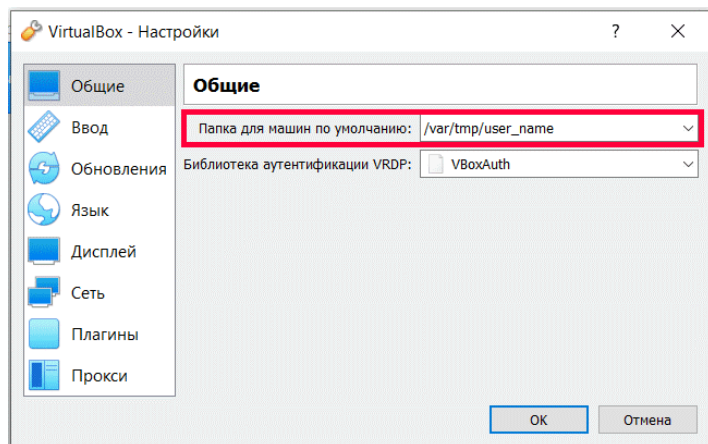 VirtualBox - Настройки
?
Общие
Ввод
Обновления
Язык
Дисплей
Сеть
Плагины
Прокси
Общие
Папка для машин по умолчанию: /var/tmp/user_name
Библиотека аутентификации VRDP: VBoxAuth
ОК Отмена